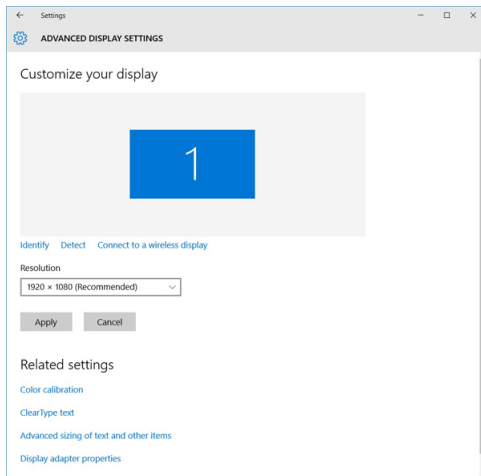 Settings
ADVANCED DISPLAY SETTINGS
Customize your display
1
Identify Detect Connect to a wireless display
Resolution
1920 × 1080 (Recommended)
Apply Cancel
Related settings
Color calibration
ClearType text
Advanced sizing of text and other items
Display adapter properties